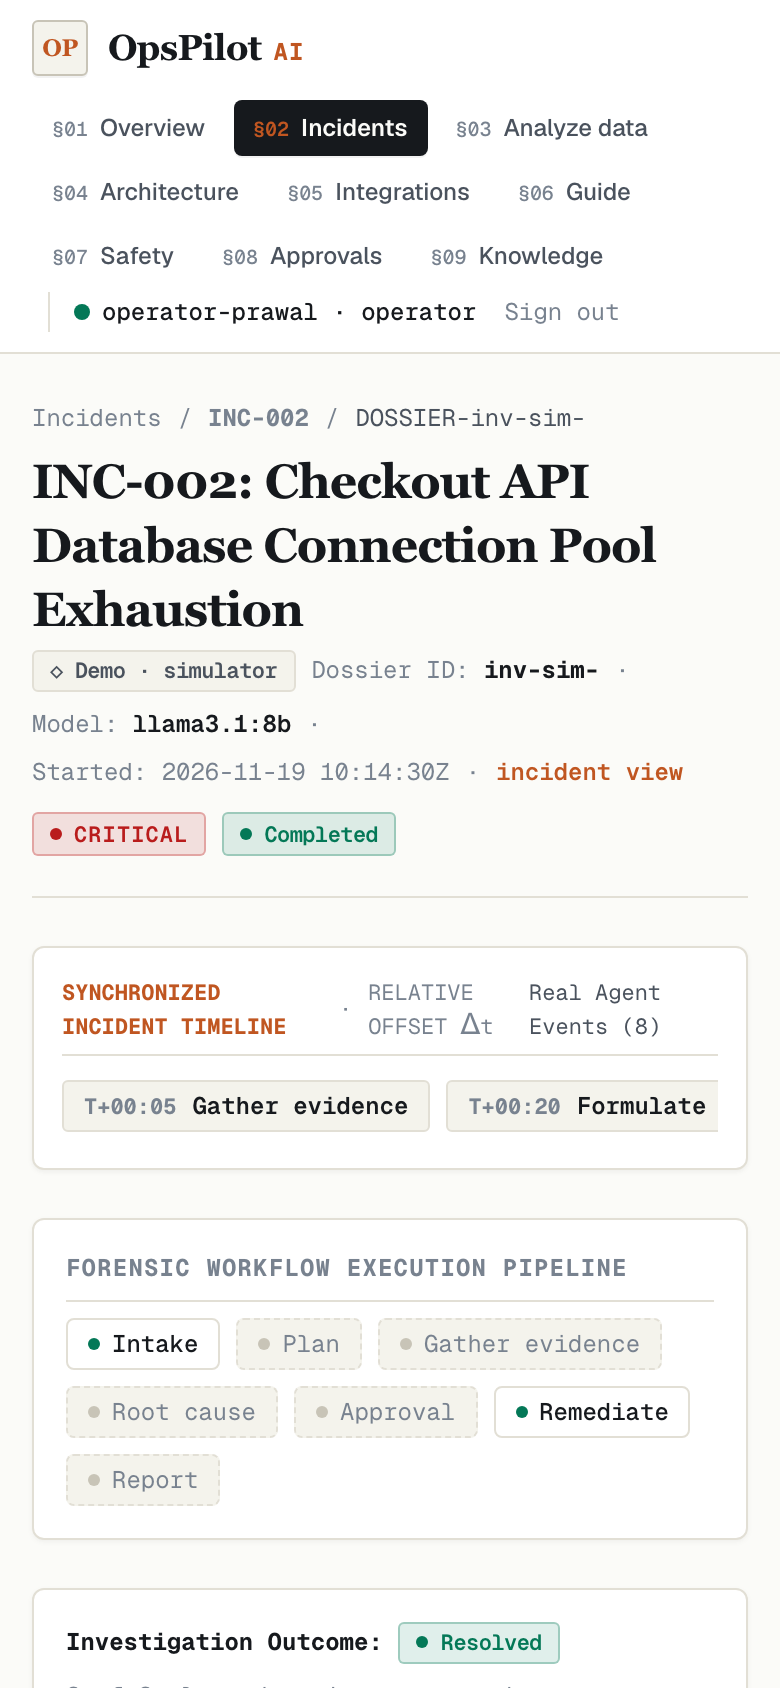 OP OpsPilot AI
§01 Overview §02 Incidents §03 Analyze data
§04 Architecture §05 Integrations §06 Guide
§07 Safety §08 Approvals §09 Knowledge
operator-prawal · operator Sign out
Incidents / INC-002 / DOSSIER-inv-sim-
INC-002: Checkout API
Database Connection Pool
Exhaustion
◇ Demo · simulator Dossier ID: inv-sim- ·
Model: llama3.1:8b ·
Started: 2026-11-19 10:14:30Z · incident view
CRITICAL Completed
SYNCHRONIZED
INCIDENT TIMELINE
·
RELATIVE
OFFSET Δt
Real Agent
Events (8)
T+00:05 Gather evidence T+00:20 Formulate
FORENSIC WORKFLOW EXECUTION PIPELINE
Intake Plan Gather evidence
Root cause Approval Remediate
Report
Investigation Outcome: Resolved